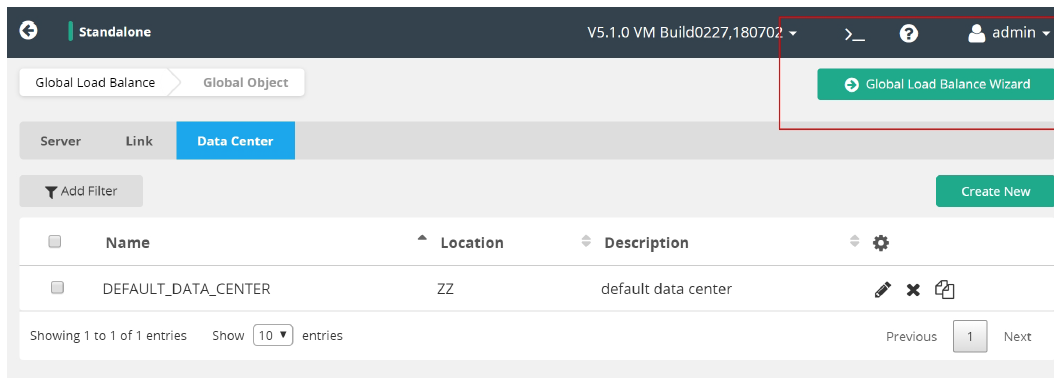 Standalone V5.1.0 VM Build0227,180702 >_ ? admin
Global Load Balance Global Object Global Load Balance Wizard
Server Link Data Center
Add Filter Create New
Name Location Description
DEFAULT_DATA_CENTER ZZ default data center
Showing 1 to 1 of 1 entries Show 10 entries Previous 1 Next